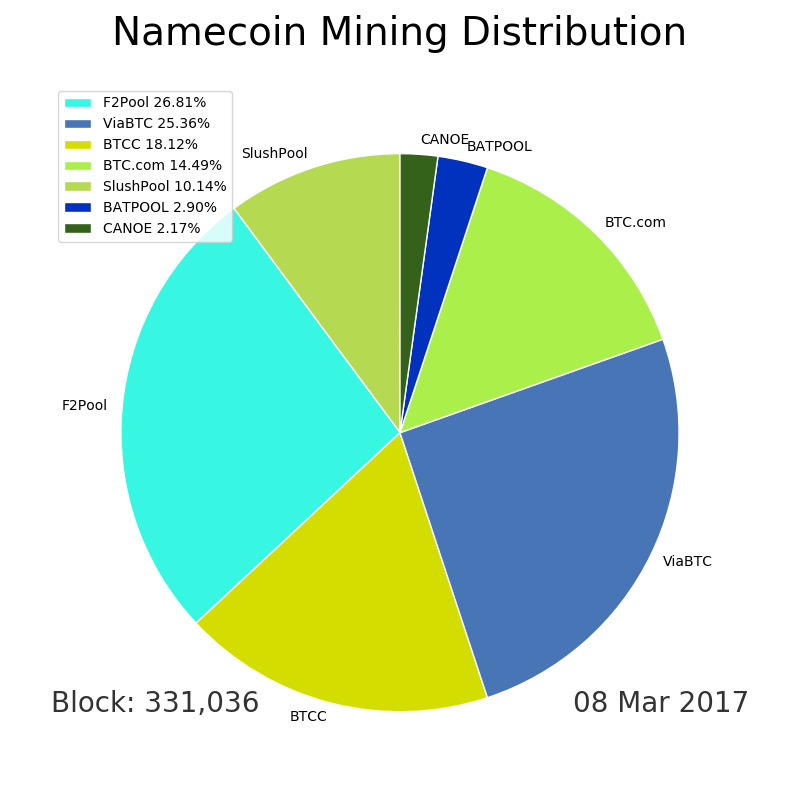 Namecoin Mining Distribution
F2Pool 26.81%
ViaBTC 25.36%
BTCC 18.12%
BTC.com 14.49%
SlushPool 10.14%
BATPOOL 2.90%
CANOE 2.17%
CANOE
BATPOOL
SlushPool
BTC.com
F2Pool
ViaBTC
BTCC
Block: 331,036
08 Mar 2017